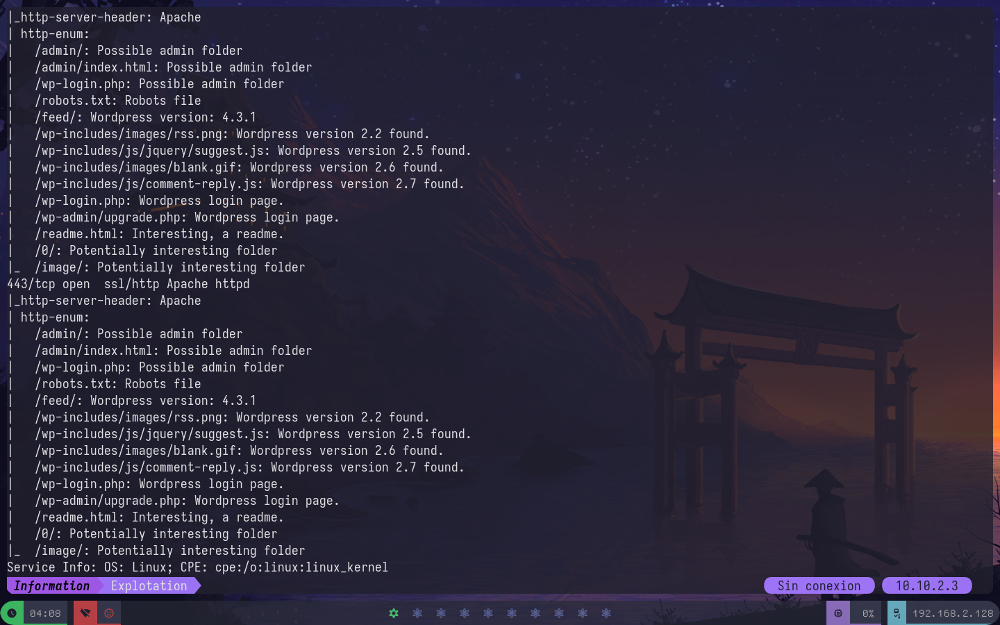 |_http-server-header: Apache
| http-enum:
|   /admin/: Possible admin folder
|   /admin/index.html: Possible admin folder
|   /wp-login.php: Possible admin folder
|   /robots.txt: Robots file
|   /feed/: Wordpress version: 4.3.1
|   /wp-includes/images/rss.png: Wordpress version 2.2 found.
|   /wp-includes/js/jquery/suggest.js: Wordpress version 2.5 found.
|   /wp-includes/images/blank.gif: Wordpress version 2.6 found.
|   /wp-includes/js/comment-reply.js: Wordpress version 2.7 found.
|   /wp-login.php: Wordpress login page.
|   /wp-admin/upgrade.php: Wordpress login page.
|   /readme.html: Interesting, a readme.
|   /0/: Potentially interesting folder
|_  /image/: Potentially interesting folder
443/tcp open  ssl/http Apache httpd
|_http-server-header: Apache
| http-enum:
|   /admin/: Possible admin folder
|   /admin/index.html: Possible admin folder
|   /wp-login.php: Possible admin folder
|   /robots.txt: Robots file
|   /feed/: Wordpress version: 4.3.1
|   /wp-includes/images/rss.png: Wordpress version 2.2 found.
|   /wp-includes/js/jquery/suggest.js: Wordpress version 2.5 found.
|   /wp-includes/images/blank.gif: Wordpress version 2.6 found.
|   /wp-includes/js/comment-reply.js: Wordpress version 2.7 found.
|   /wp-login.php: Wordpress login page.
|   /wp-admin/upgrade.php: Wordpress login page.
|   /readme.html: Interesting, a readme.
|   /0/: Potentially interesting folder
|_  /image/: Potentially interesting folder
Service Info: OS: Linux; CPE: cpe:/o:linux:linux_kernel
Information Explotation Sin conexion 10.10.2.3
04:08 0% 192.168.2.128